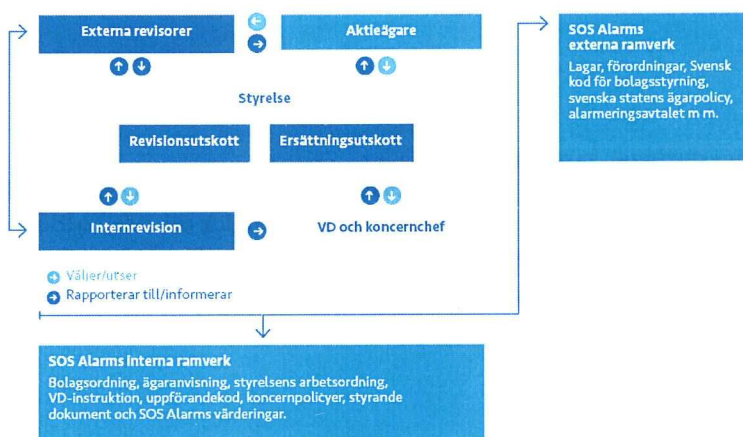 Externa revisorer
Aktieägare
Styrelse
Revisionsutskott
Ersättningsutskott
Internrevision
VD och koncernchef
Väljer/utser
Rapporterar till/informerar
SOS Alarms
externa ramverk
Lagar, förordningar, Svensk
kod för bolagsstyrning,
svenska statens ägarpolicy,
alarmeringsavtalet m m.
SOS Alarms interna ramverk
Bolagsordning, ägaranvisning, styrelsens arbetsordning,
VD-instruktion, uppförandekod, koncernpolicyer, styrande
dokument och SOS Alarms värderingar.